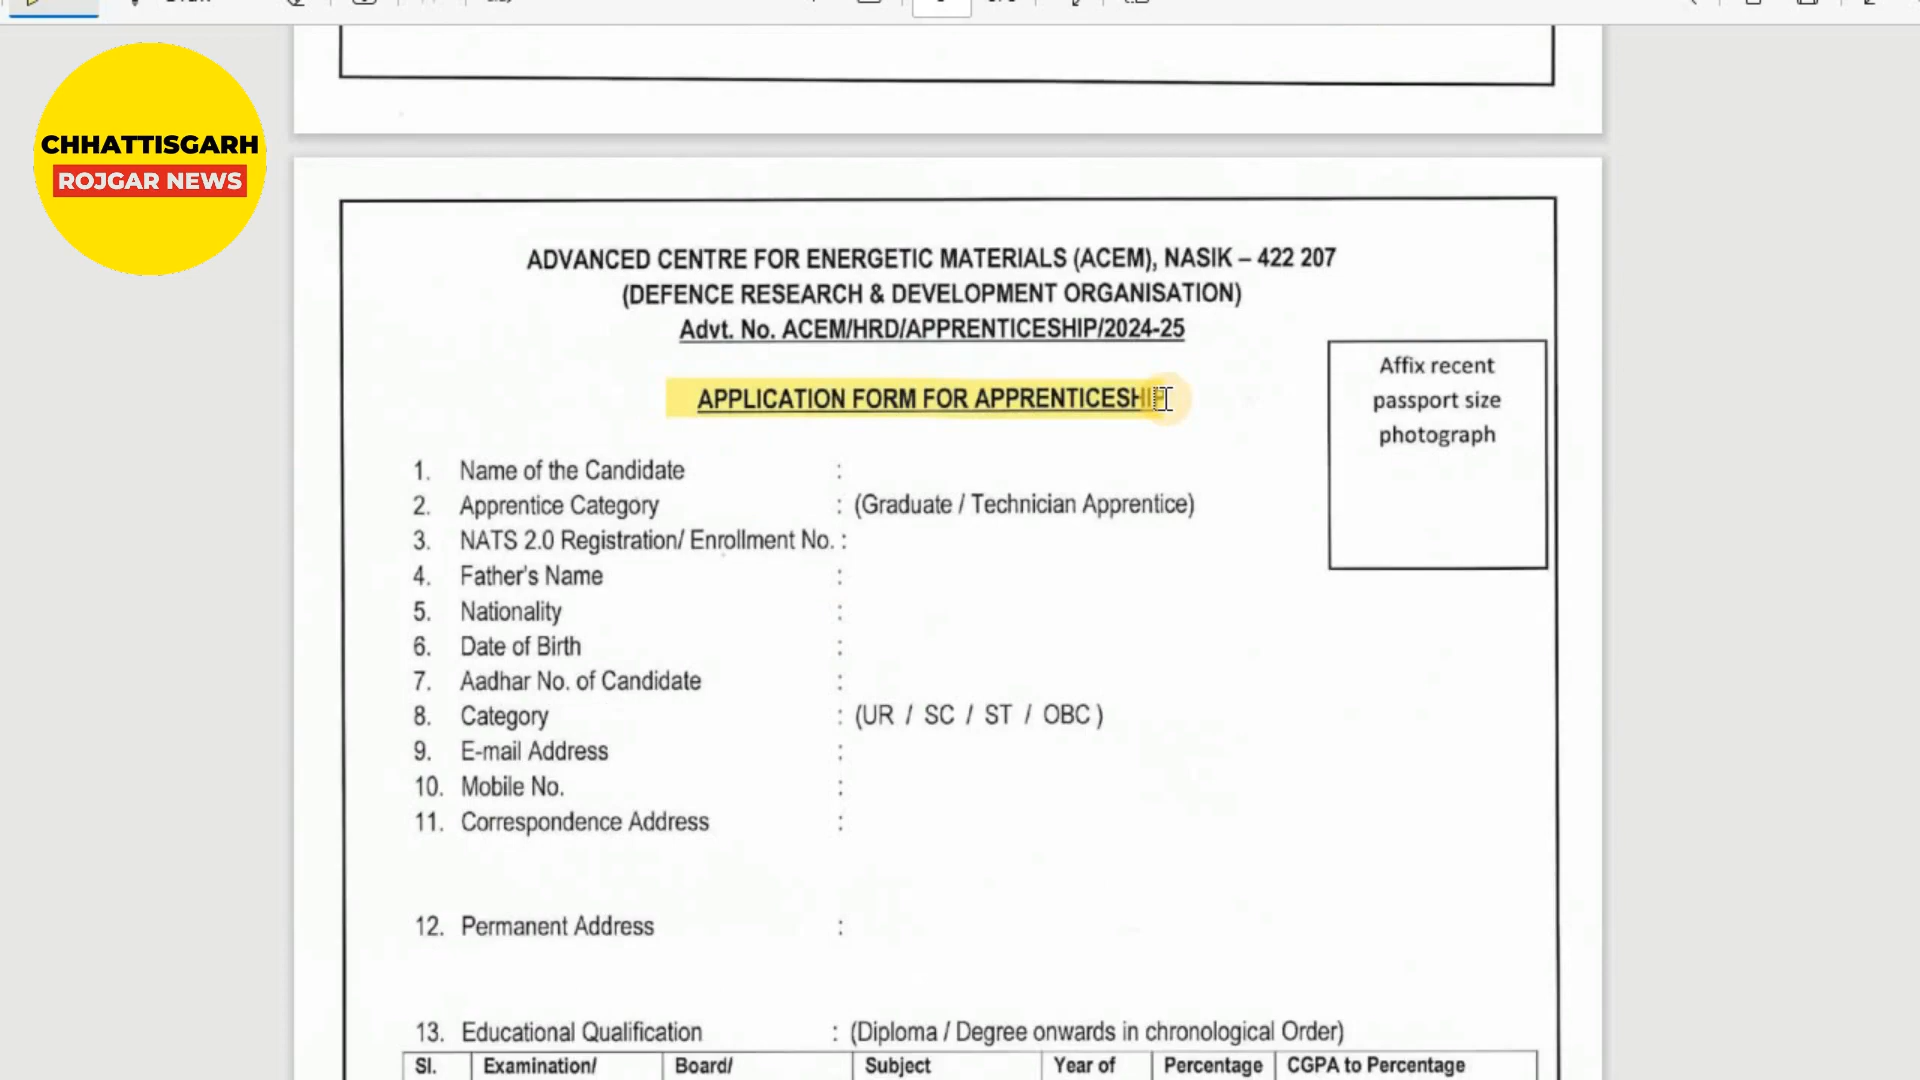 CHHATTISGARH
ROJGAR NEWS
ADVANCED CENTRE FOR ENERGETIC MATERIALS (ACEM), NASIK – 422 207
(DEFENCE RESEARCH & DEVELOPMENT ORGANISATION)
Advt. No. ACEM/HRD/APPRENTICESHIP/2024-25
Affix recent
passport size
photograph
APPLICATION FORM FOR APPRENTICESHIP
1. Name of the Candidate :
2. Apprentice Category : (Graduate / Technician Apprentice)
3. NATS 2.0 Registration/ Enrollment No. :
4. Father's Name :
5. Nationality :
6. Date of Birth :
7. Aadhar No. of Candidate :
8. Category : (UR / SC / ST / OBC )
9. E-mail Address :
10. Mobile No. :
11. Correspondence Address :
12. Permanent Address :
13. Educational Qualification : (Diploma / Degree onwards in chronological Order)
Sl. Examination/ Board/ Subject Year of Percentage CGPA to Percentage